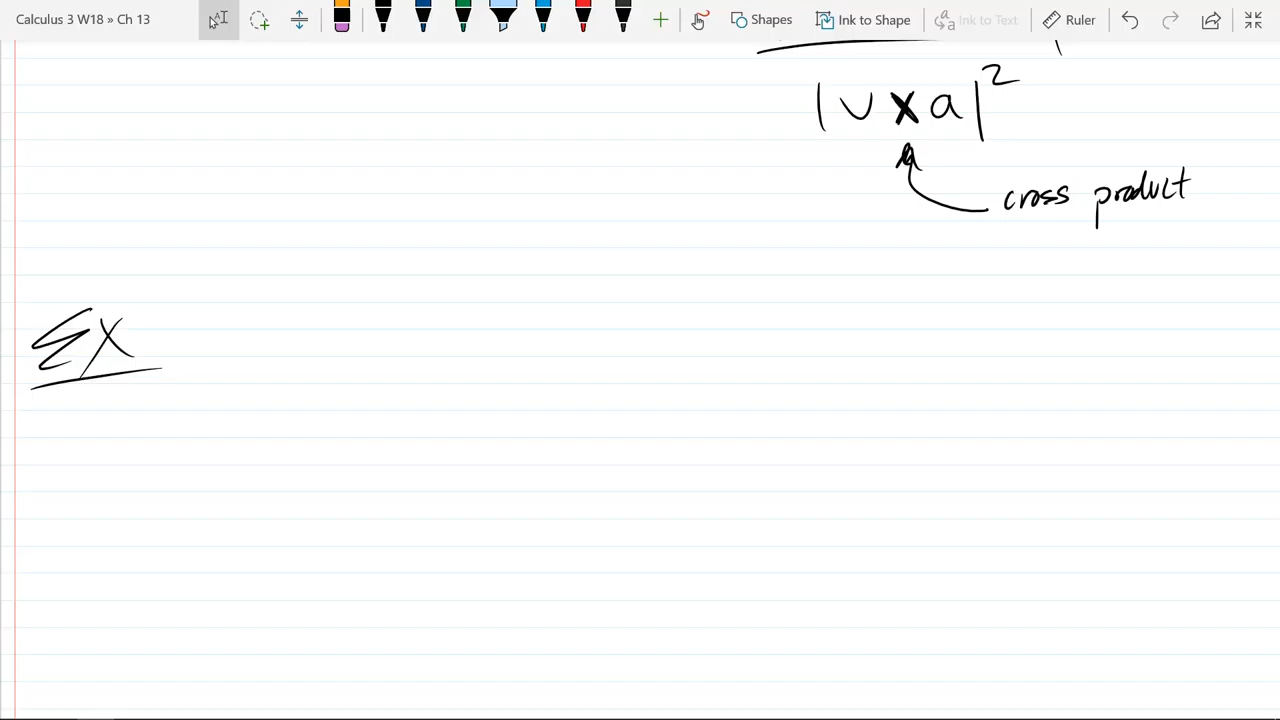 Calculus 3 W18 » Ch 13
Shapes
Ink to Shape
Ink to Text
Ruler
|v x a|²
cross product
EX